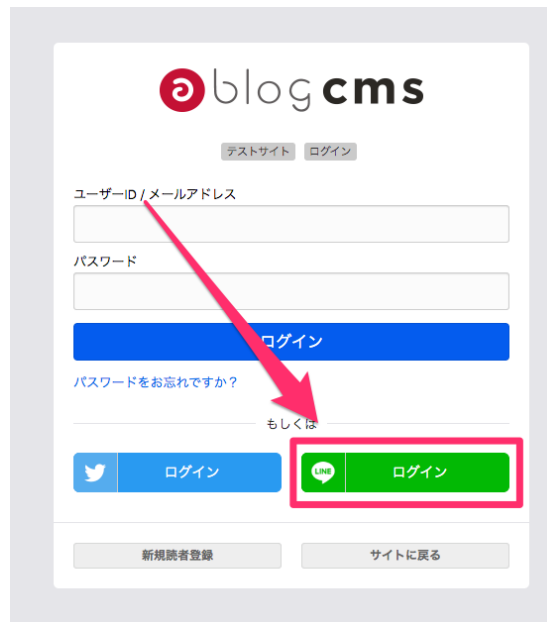 a blog cms
テストサイト ログイン
ユーザーID / メールアドレス
パスワード
ログイン
パスワードをお忘れですか？
もしくは
ログイン LINE ログイン
新規読者登録 サイトに戻る